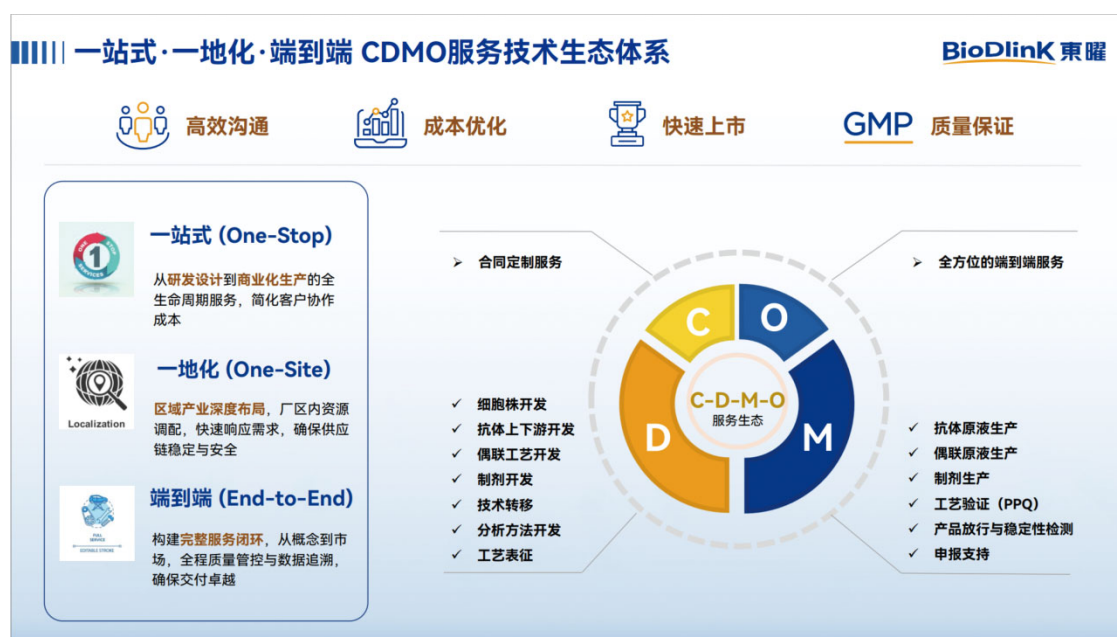 一站式·一地化·端到端 CDMO服务技术生态体系
BioDlinK 東曜
高效沟通
成本优化
快速上市
GMP 质量保证
一站式 (One-Stop)
从研发设计到商业化生产的全
生命周期服务，简化客户协作
成本
ONE STOP
1
SERVICES
一地化 (One-Site)
区域产业深度布局，厂区内资源
调配，快速响应需求，确保供应
链稳定与安全
Localization
端到端 (End-to-End)
构建完整服务闭环，从概念到市
场，全程质量管控与数据追溯，
确保交付卓越
FULL
SERVICE
EDITABLE STROKE
合同定制服务
细胞株开发
抗体上下游开发
偶联工艺开发
制剂开发
技术转移
分析方法开发
工艺表征
C
O
D
M
C-D-M-O
服务生态
全方位的端到端服务
抗体原液生产
偶联原液生产
制剂生产
工艺验证（PPQ）
产品放行与稳定性检测
申报支持